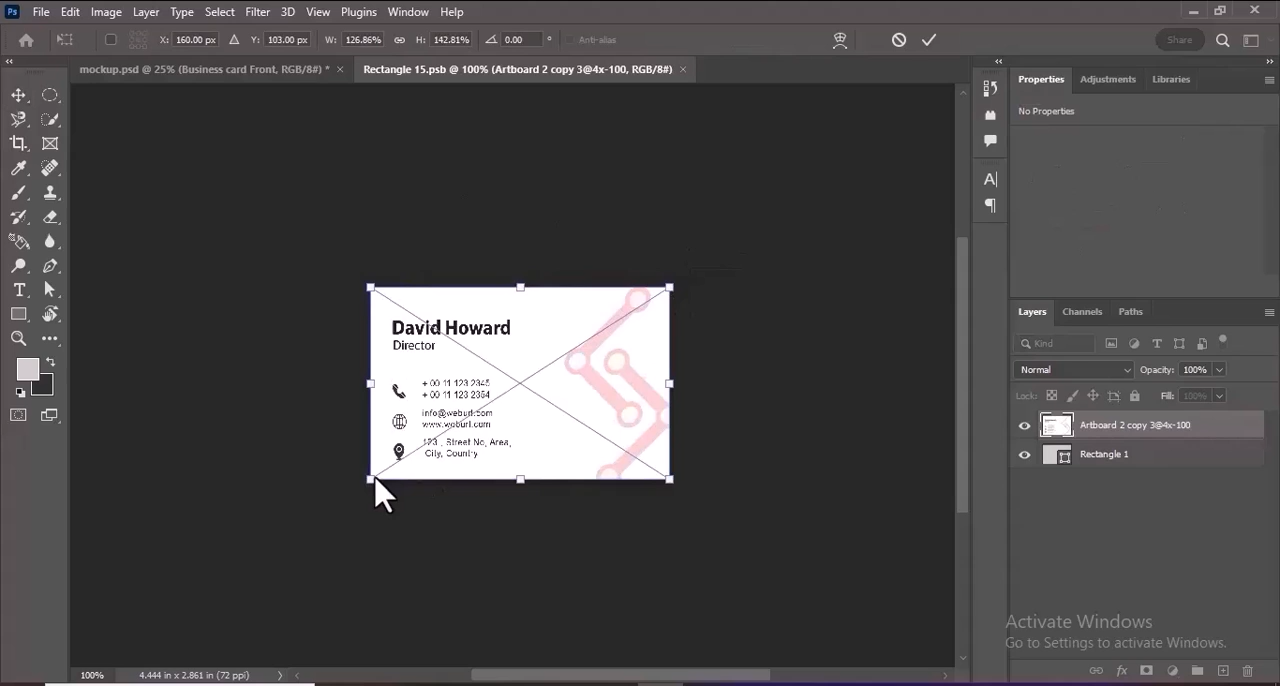 Ps File Edit Image Layer Type Select Filter 3D View Plugins Window Help
X: 160.00 px Y: 103.00 px W: 126.86% H: 142.81% 0.00 ° Anti-alias Share
mockup.psd @ 25% (Business card Front, RGB/8#) * × Rectangle 15.psb @ 100% (Artboard 2 copy 3@4x-100, RGB/8#) ×
Properties Adjustments Libraries
No Properties
David Howard
Director
+ 00 11 123 2345
+ 00 11 123 2354
info@weburl.com
www.weburl.com
123 , Street No, Area,
City, Country
Layers Channels Paths
Kind
Normal Opacity: 100%
Lock: Fill: 100%
Artboard 2 copy 3@4x-100
Rectangle 1
Activate Windows
Go to Settings to activate Windows.
100% 4.444 in x 2.861 in (72 ppi)